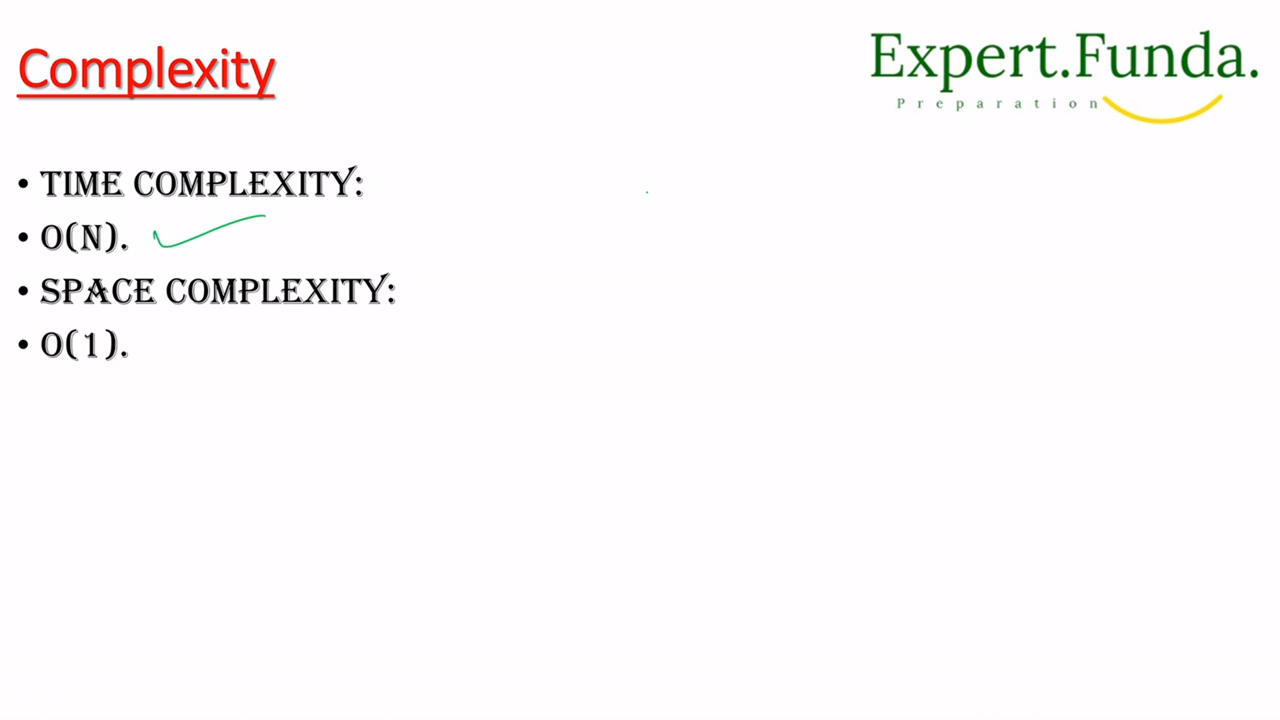 Complexity
Expert.Funda.
Preparation
• TIME COMPLEXITY:
• O(N).
• SPACE COMPLEXITY:
• O(1).